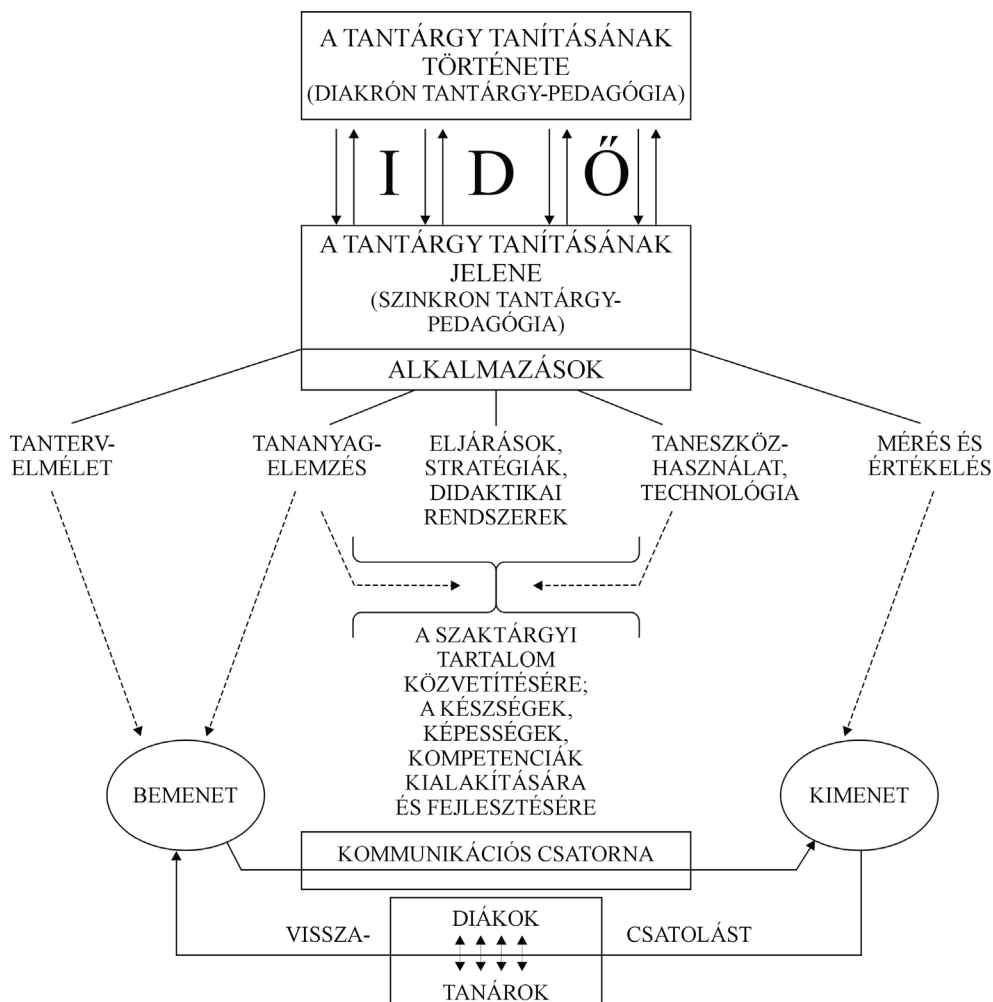 A TANTÁRGY TANÍTÁSÁNAK
TÖRTÉNETE
(DIAKRÓN TANTÁRGY-PEDAGÓGIA)
I D Ő
A TANTÁRGY TANÍTÁSÁNAK
JELENE
(SZINKRON TANTÁRGY-
PEDAGÓGIA)
ALKALMAZÁSOK
TANTERV-
ELMÉLET
TANANYAG-
ELEMZÉS
ELJÁRÁSOK,
STRATÉGIÁK,
DIDAKTIKAI
RENDSZEREK
TANESZKÖZ-
HASZNÁLAT,
TECHNOLÓGIA
MÉRÉS ÉS
ÉRTÉKELÉS
A SZAKTÁRGYI
TARTALOM
KÖZVETÍTÉSÉRE;
A KÉSZSÉGEK,
KÉPESSÉGEK,
KOMPETENCIÁK
KIALAKÍTÁSÁRA
ÉS FEJLESZTÉSÉRE
BEMENET
KIMENET
KOMMUNIKÁCIÓS CSATORNA
DIÁKOK
VISSZA-
CSATOLÁST
TANÁROK